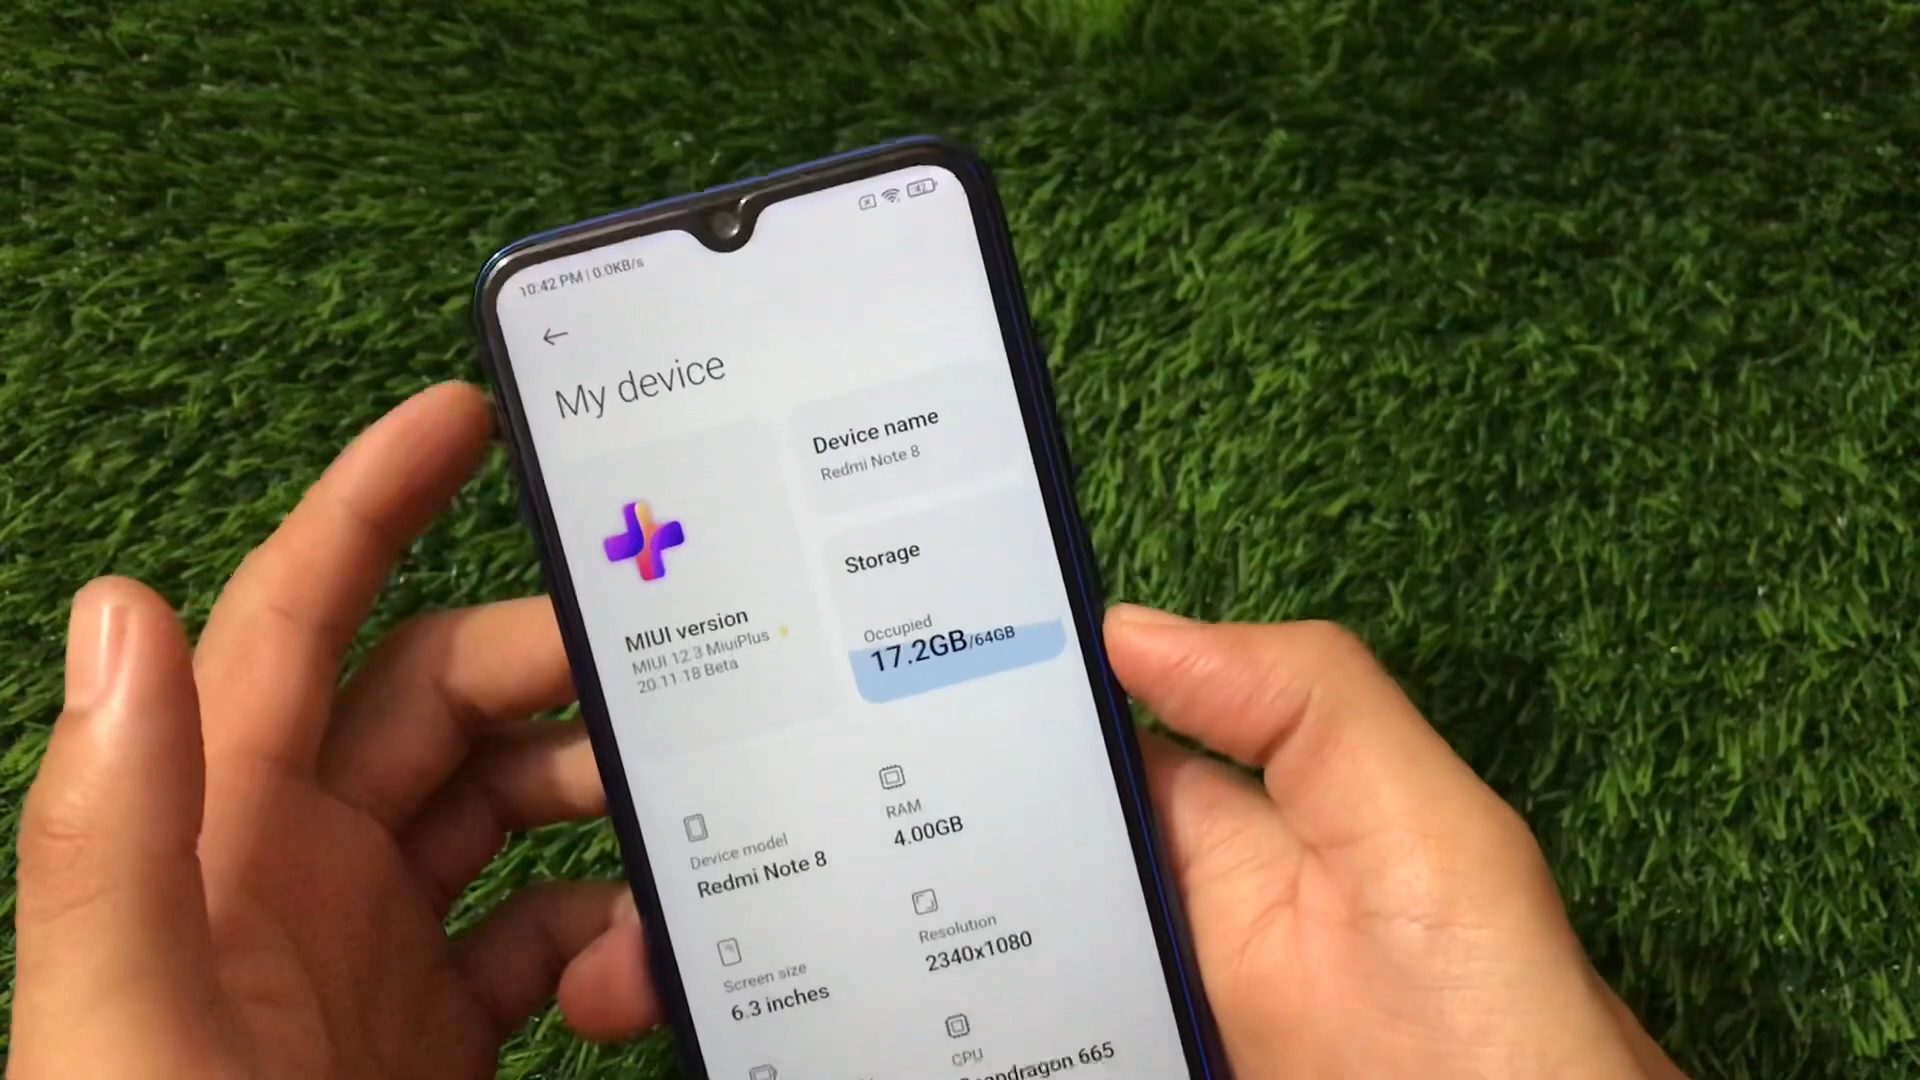 10:42 PM | 0.0KB/s
My device
Device name
Redmi Note 8
Storage
Occupied
17.2GB/64GB
MIUI version
MIUI 12.3 MiuiPlus
20.11.18 Beta
RAM
4.00GB
Device model
Redmi Note 8
Resolution
2340x1080
Screen size
6.3 inches
CPU
665